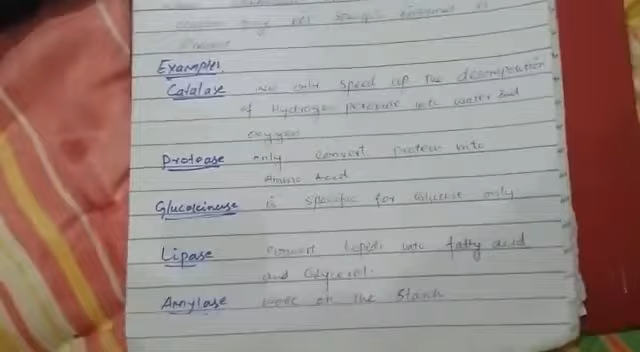 Examples
Catalase will only speed up the decomposition
of Hydrogen peroxide into water and
oxygen
Protease only convert protein into
Amino Acid
Glucokinase is specific for Glucose only
Lipase convert lipids into fatty acid
and Glycerol.
Amylase work on the Starch